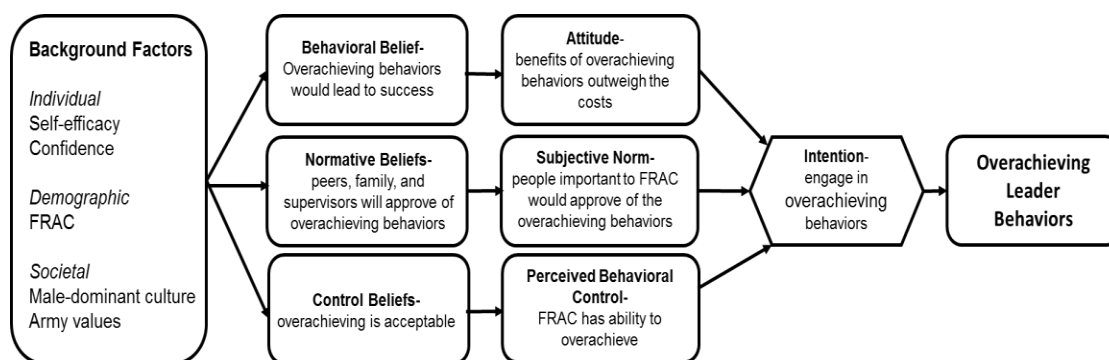 Background Factors
Individual
Self-efficacy
Confidence
Demographic
FRAC
Societal
Male-dominant culture
Army values
Behavioral Belief-
Overachieving behaviors
would lead to success
Normative Beliefs-
peers, family, and
supervisors will approve of
overachieving behaviors
Control Beliefs-
overachieving is acceptable
Attitude-
benefits of overachieving
behaviors outweigh the
costs
Subjective Norm-
people important to FRAC
would approve of the
overachieving behaviors
Perceived Behavioral
Control-
FRAC has ability to
overachieve
Intention-
engage in
overachieving
behaviors
Overachieving
Leader
Behaviors